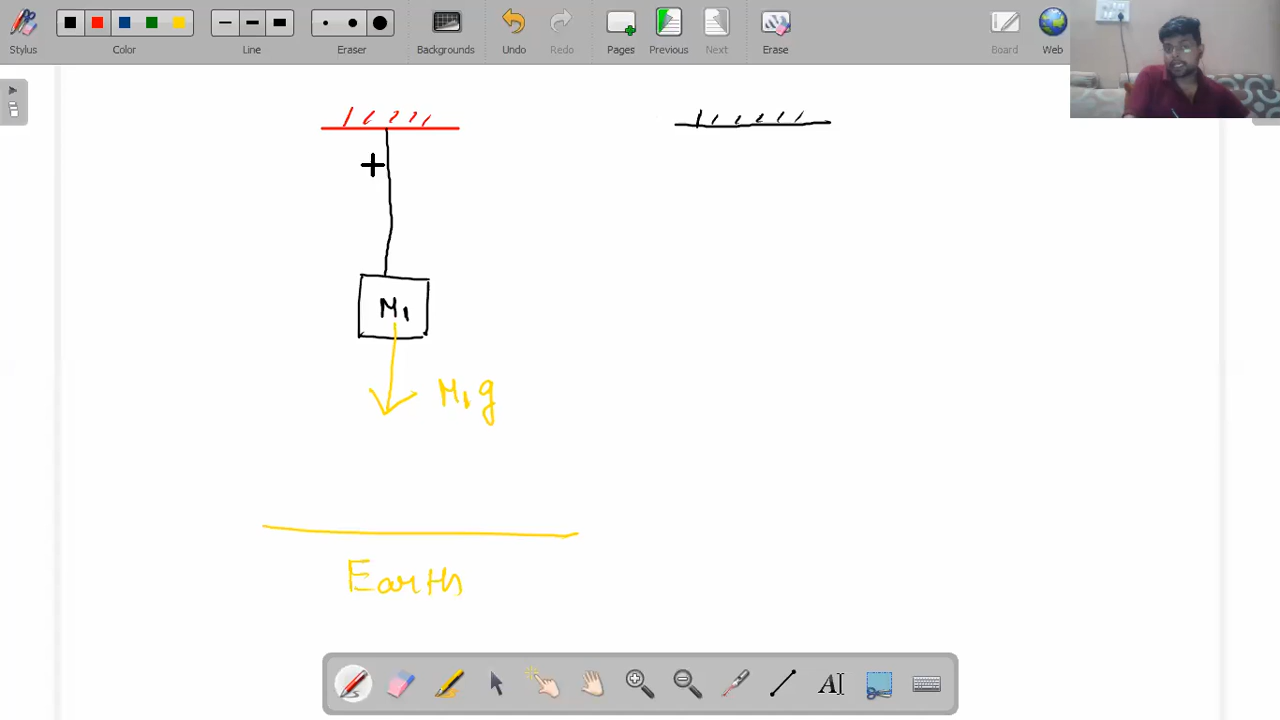 Stylus
Color
Line
Eraser
Backgrounds
Undo
Redo
Pages
Previous
Next
Erase
Board
Web
M1
M1g
Earth